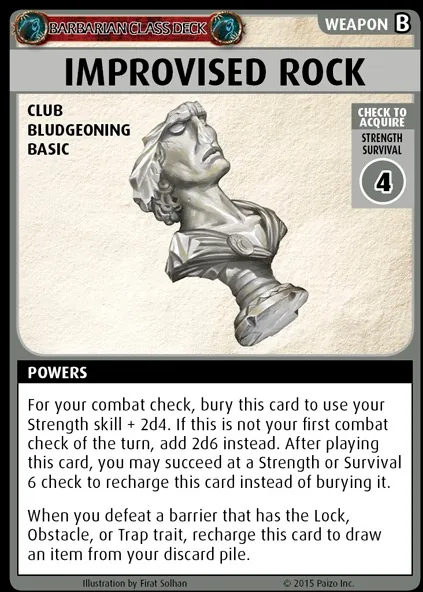 BARBARIAN CLASS DECK
WEAPON B
IMPROVISED ROCK
CLUB
BLUDGEONING
BASIC
CHECK TO
ACQUIRE
STRENGTH
SURVIVAL
4
POWERS
For your combat check, bury this card to use your
Strength skill + 2d4. If this is not your first combat
check of the turn, add 2d6 instead. After playing
this card, you may succeed at a Strength or Survival
6 check to recharge this card instead of burying it.
When you defeat a barrier that has the Lock,
Obstacle, or Trap trait, recharge this card to draw
an item from your discard pile.
Illustration by Firat Solhan
© 2015 Paizo Inc.